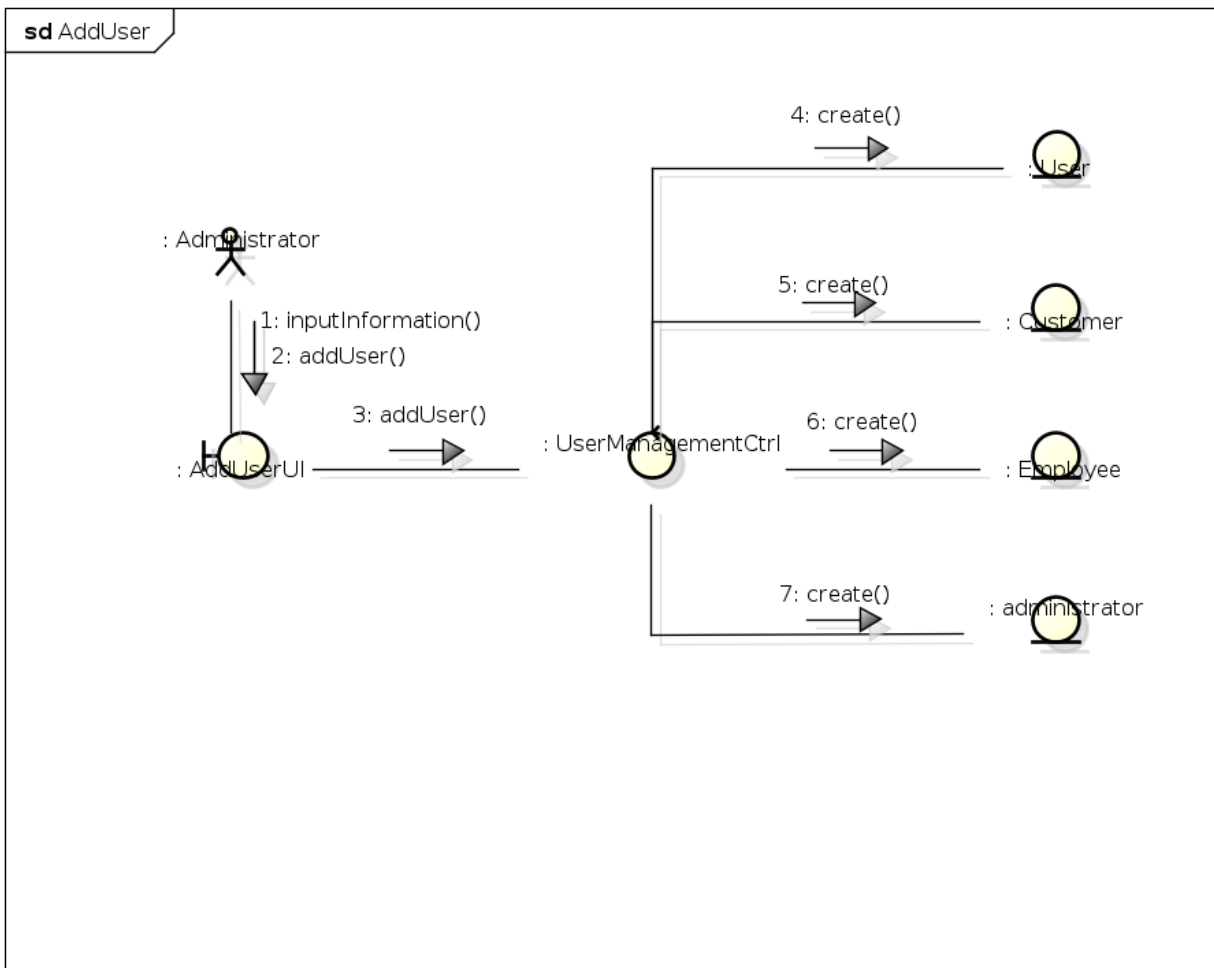 sd AddUser
4: create()
: User
: Administrator
5: create()
1: inputInformation()
: Customer
2: addUser()
3: addUser()
6: create()
: UserManagementCtrl
: AddUserUI
: Employee
7: create()
: administrator